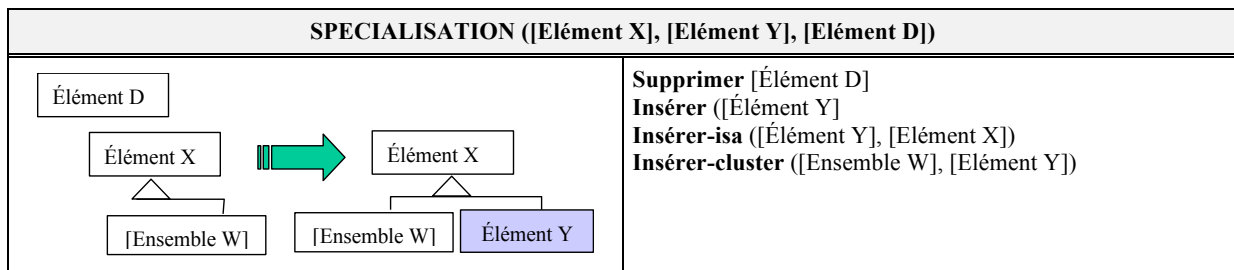 SPECIALISATION ([Elément X], [Elément Y], [Elément D])
Élément D
Élément X
[Ensemble W]
Élément X
[Ensemble W]
Élément Y
Supprimer [Élément D]
Insérer ([Élément Y]
Insérer-isa ([Élément Y], [Elément X])
Insérer-cluster ([Ensemble W], [Elément Y])